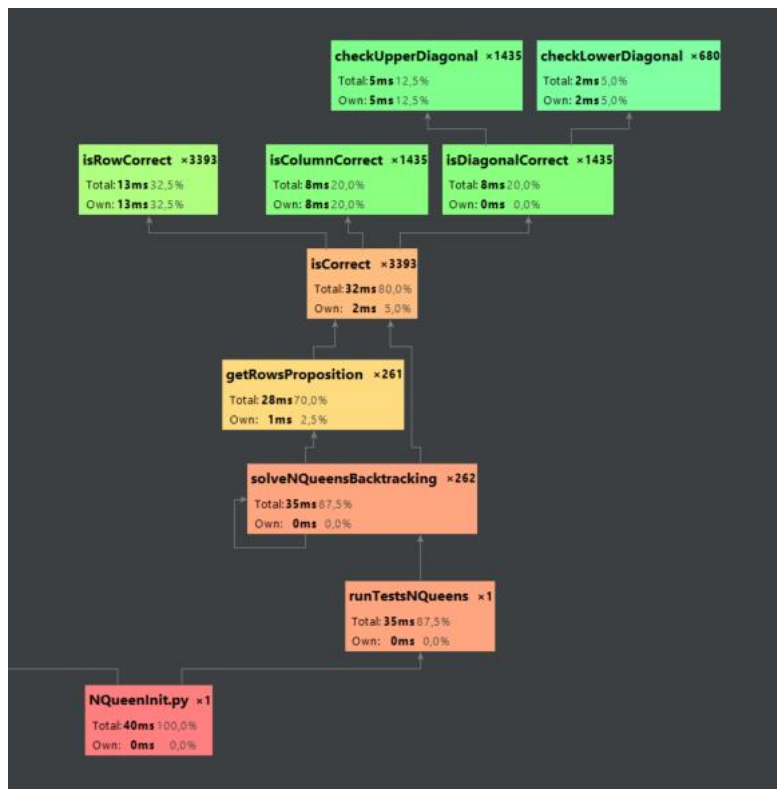 checkUpperDiagonal ×1435
Total: 5ms 12,5%
Own: 5ms 12,5%
checkLowerDiagonal ×680
Total: 2ms 5,0%
Own: 2ms 5,0%
isRowCorrect ×3393
Total: 13ms 32,5%
Own: 13ms 32,5%
isColumnCorrect ×1435
Total: 8ms 20,0%
Own: 8ms 20,0%
isDiagonalCorrect ×1435
Total: 8ms 20,0%
Own: 0ms 0,0%
isCorrect ×3393
Total: 32ms 80,0%
Own: 2ms 5,0%
getRowsProposition ×261
Total: 28ms 70,0%
Own: 1ms 2,5%
solveNQueensBacktracking ×262
Total: 35ms 87,5%
Own: 0ms 0,0%
runTestsNQueens ×1
Total: 35ms 87,5%
Own: 0ms 0,0%
NQueenInit.py ×1
Total: 40ms 100,0%
Own: 0ms 0,0%